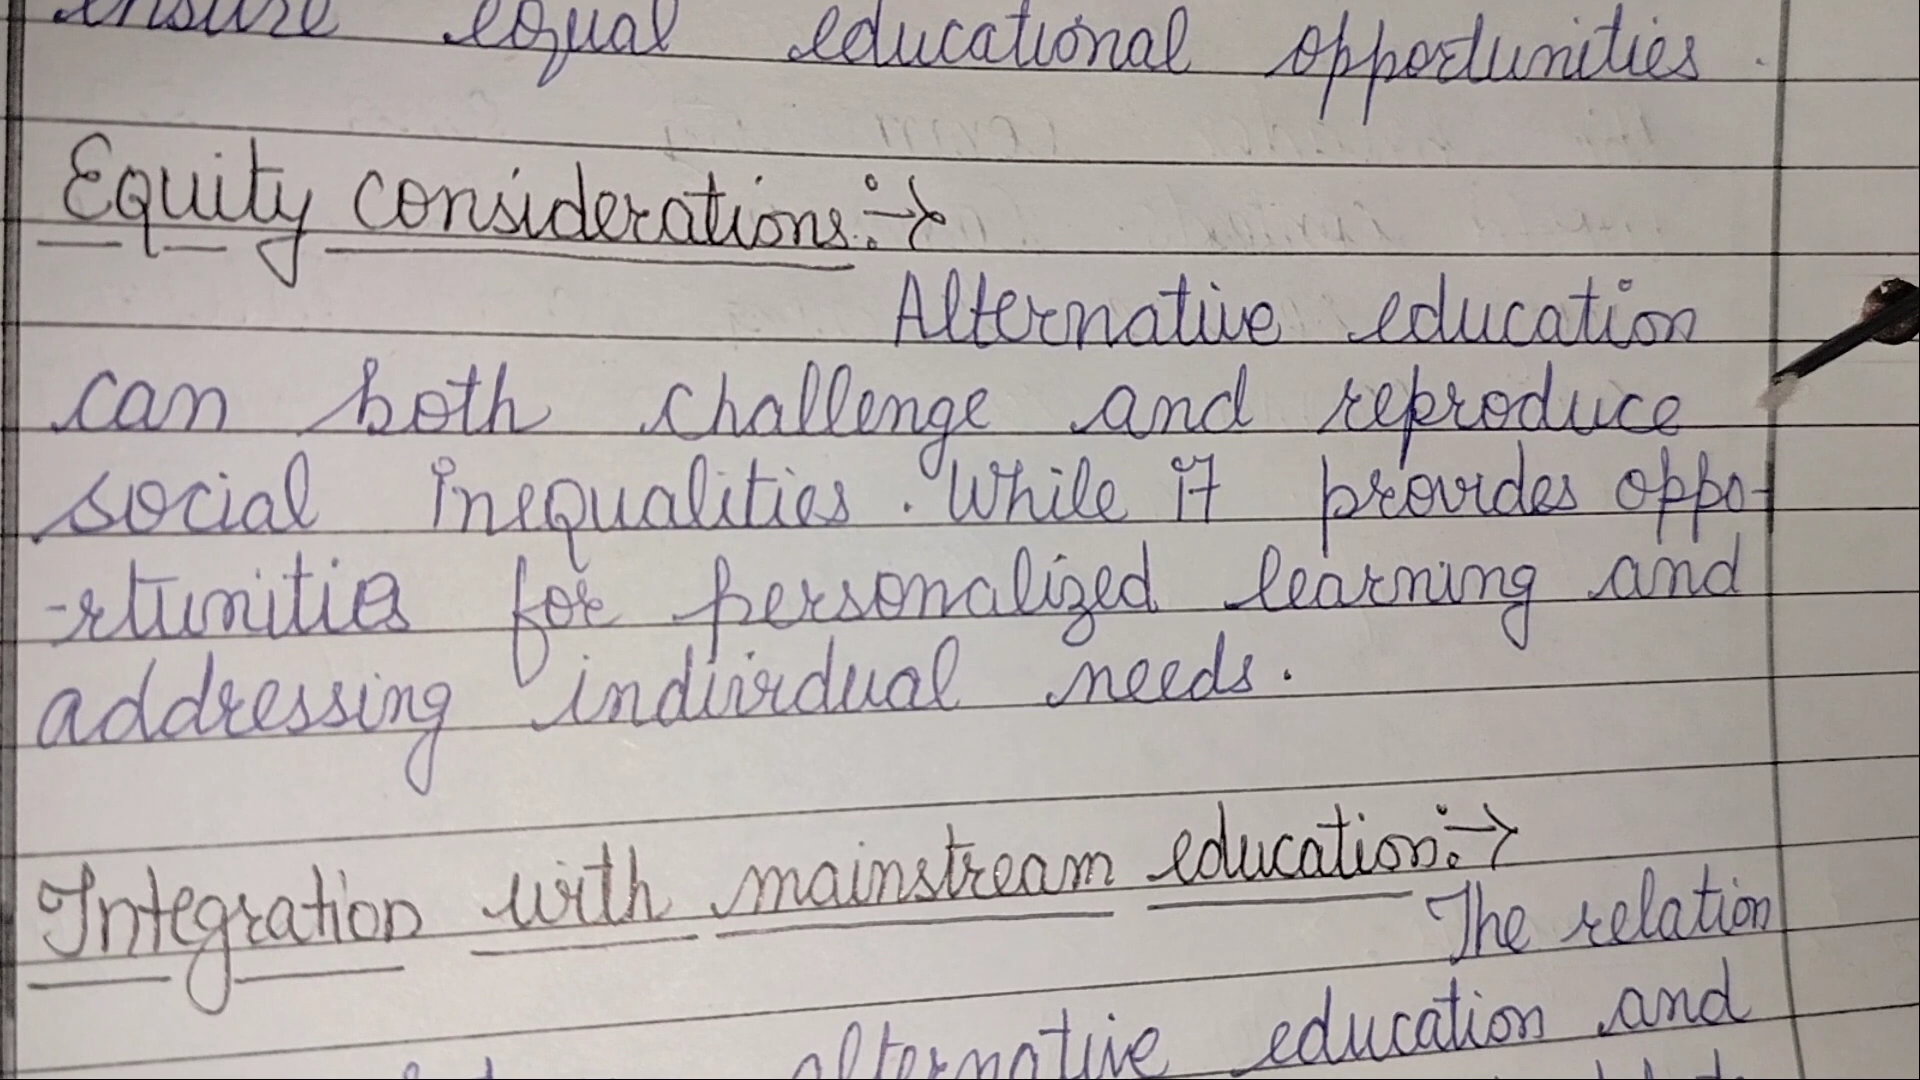 ensure equal educational opportunities.
Equity considerations:→
Alternative education
can both challenge and reproduce
social inequalities. While it provides oppo-
-rtunities for personalized learning and
addressing individual needs.
Integration with mainstream education:→
The relation
alternative education and